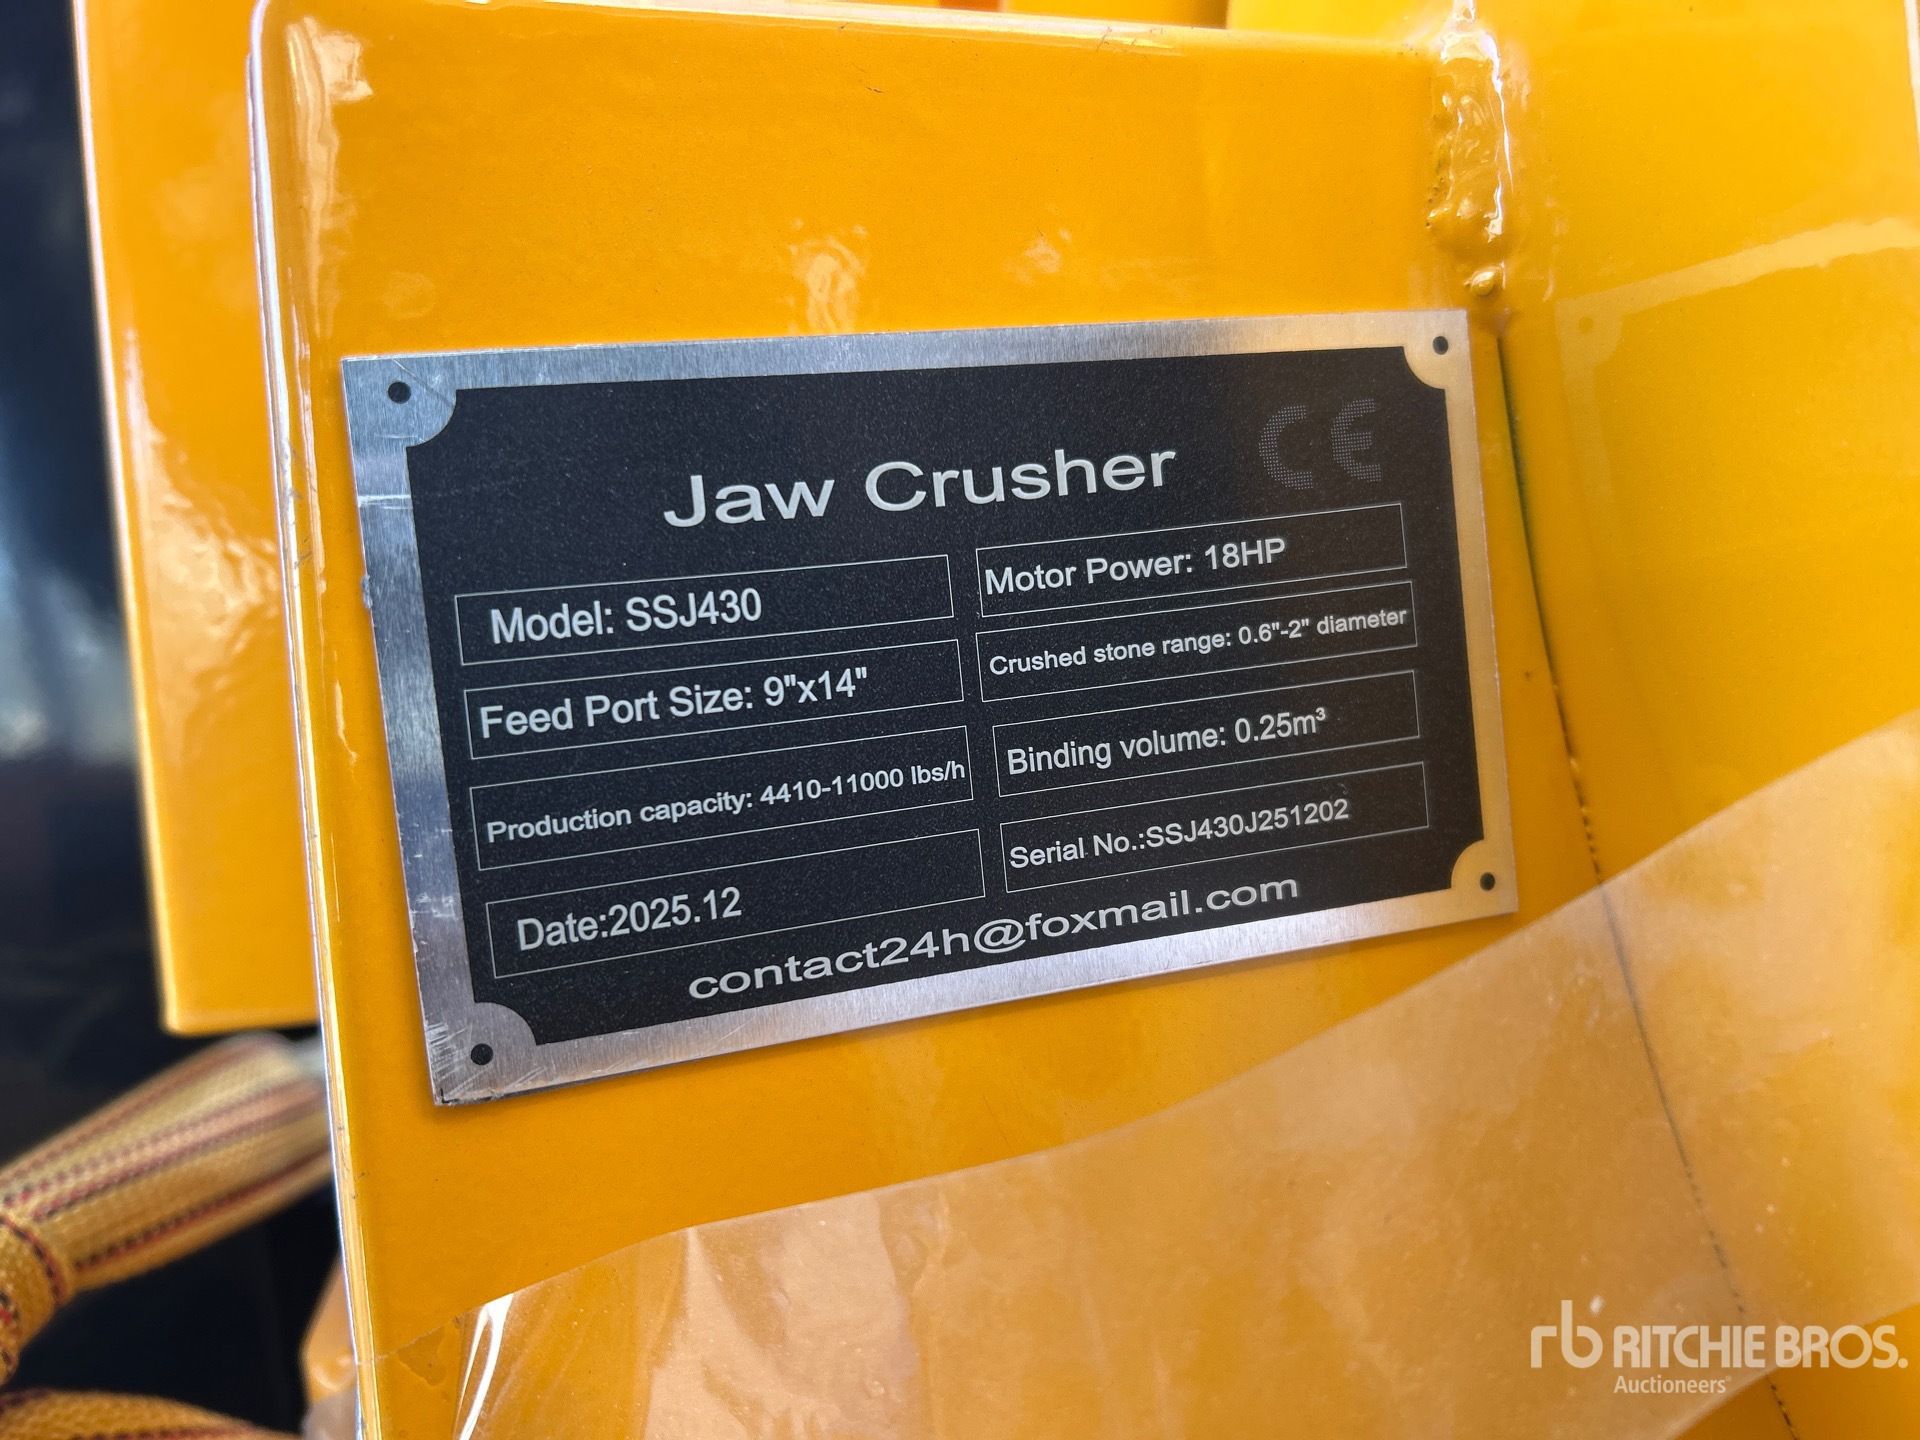 CE
Jaw Crusher
Model: SSJ430
Motor Power: 18HP
Feed Port Size: 9"x14"
Crushed stone range: 0.6"-2" diameter
Production capacity: 4410-11000 lbs/h
Binding volume: 0.25m³
Date:2025.12
Serial No.:SSJ430J251202
contact24h@foxmail.com
rb RITCHIE BROS.
Auctioneers